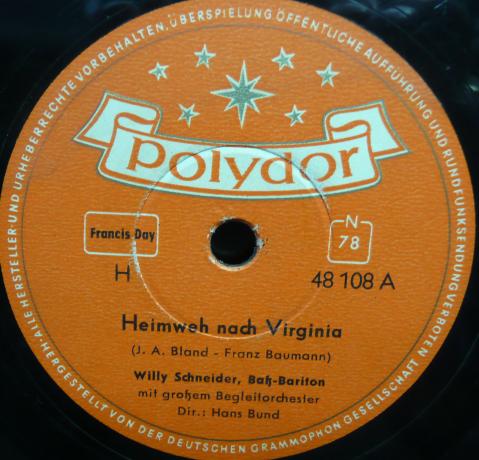 ALLE HERSTELLER- UND URHEBERRECHTE VORBEHALTEN. ÜBERSPIELUNG ÖFFENTLICHE AUFFÜHRUNG UND RUNDFUNKSENDUNG VERBOTEN
polydor
Francis Day
N
78
H
48 108 A
Heimweh nach Virginia
(J. A. Bland - Franz Baumann)
Willy Schneider, Baß-Bariton
mit großem Begleitorchester
Dir.: Hans Bund
HERGESTELLT VON DER DEUTSCHEN GRAMMOPHON GESELLSCHAFT